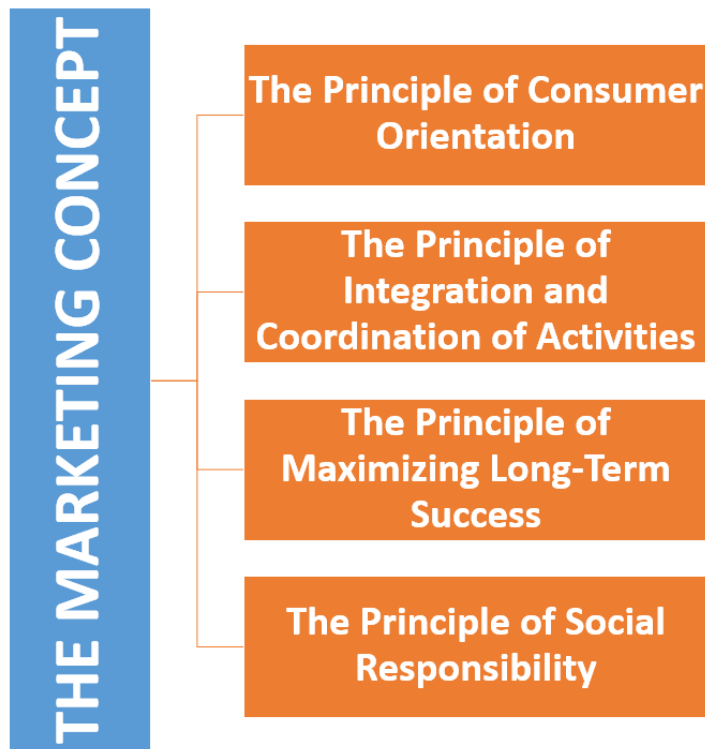 THE MARKETING CONCEPT
The Principle of Consumer
Orientation
The Principle of
Integration and
Coordination of Activities
The Principle of
Maximizing Long-Term
Success
The Principle of Social
Responsibility